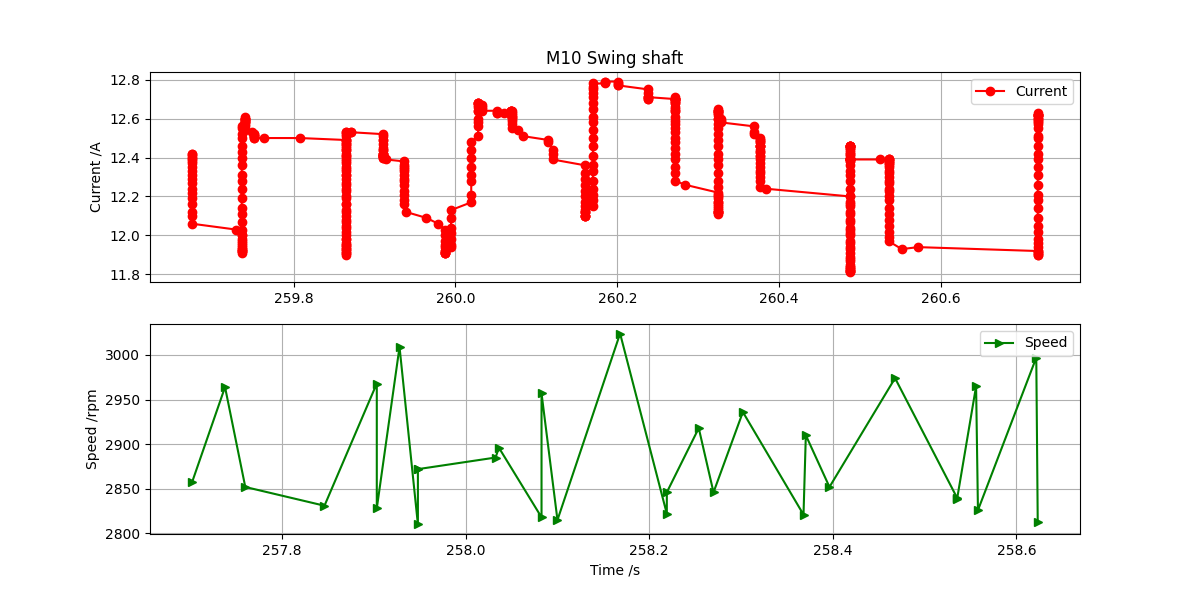 M10 Swing shaft
Current /A
12.8
12.6
12.4
12.2
12.0
11.8
Current
259.8 260.0 260.2 260.4 260.6
Speed /rpm
3000
2950
2900
2850
2800
Speed
257.8 258.0 258.2 258.4 258.6
Time /s